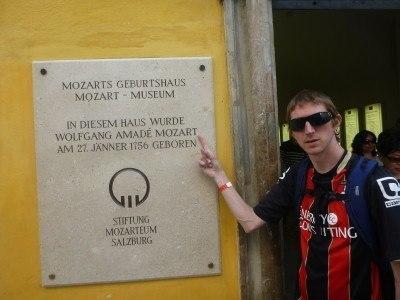 MOZARTS GEBURTSHAUS
MOZART - MUSEUM
IN DIESEM HAUS WURDE
WOLFGANG AMADÉ MOZART
AM 27. JÄNNER 1756 GEBOREN
STIFTUNG
MOZARTEUM
SALZBURG
ENERGY